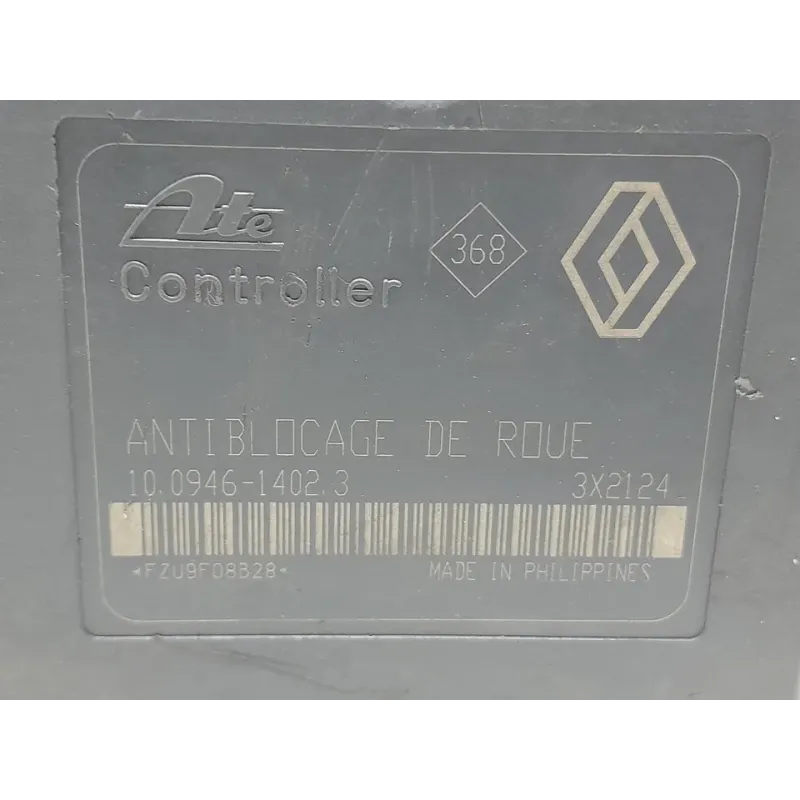 Ate
Controller
368
ANTIBLOCAGE DE ROUE
10.0946-1402.3 3X2124
*FZU9F08B28*
MADE IN PHILIPPINES